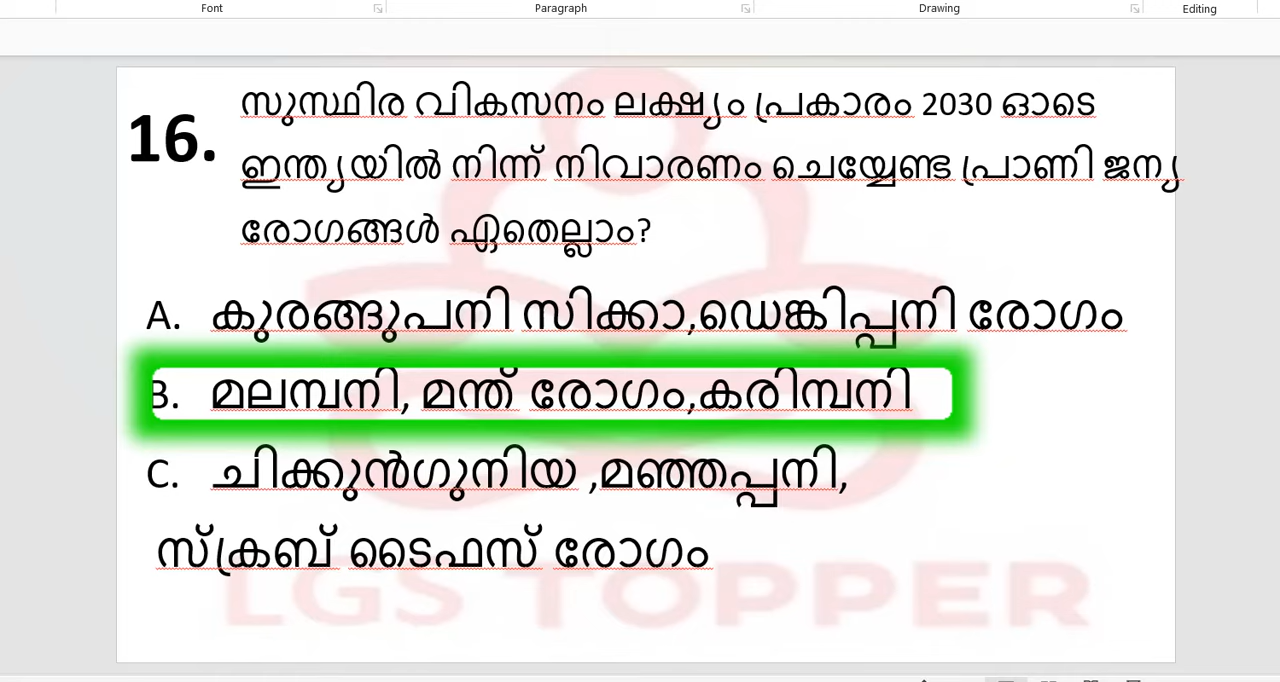 Font Paragraph Drawing Editing
16. സുസ്ഥിര വികസനം ലക്ഷ്യം പ്രകാരം 2030 ഓടെ
ഇന്ത്യയിൽ നിന്ന് നിവാരണം ചെയ്യേണ്ട പ്രാണി ജന്യ
രോഗങ്ങൾ ഏതെല്ലാം?
A. കുരങ്ങുപനി സിക്കാ,ഡെങ്കിപ്പനി രോഗം
B. മലമ്പനി, മന്ത് രോഗം,കരിമ്പനി
C. ചിക്കുൻഗുനിയ ,മഞ്ഞപ്പനി,
സ്ക്രബ് ടൈഫസ് രോഗം
LGS TOPPER